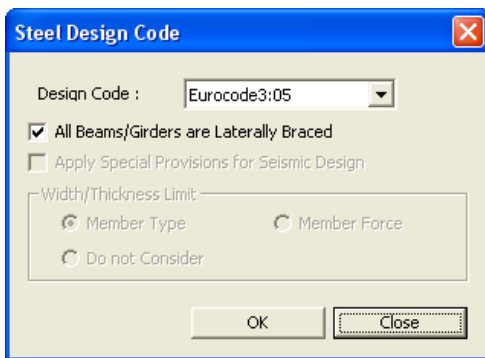 Steel Design Code
Design Code : Eurocode3:05
All Beams/Girders are Laterally Braced
Apply Special Provisions for Seismic Design
Width/Thickness Limit
Member Type Member Force
Do not Consider
OK Close